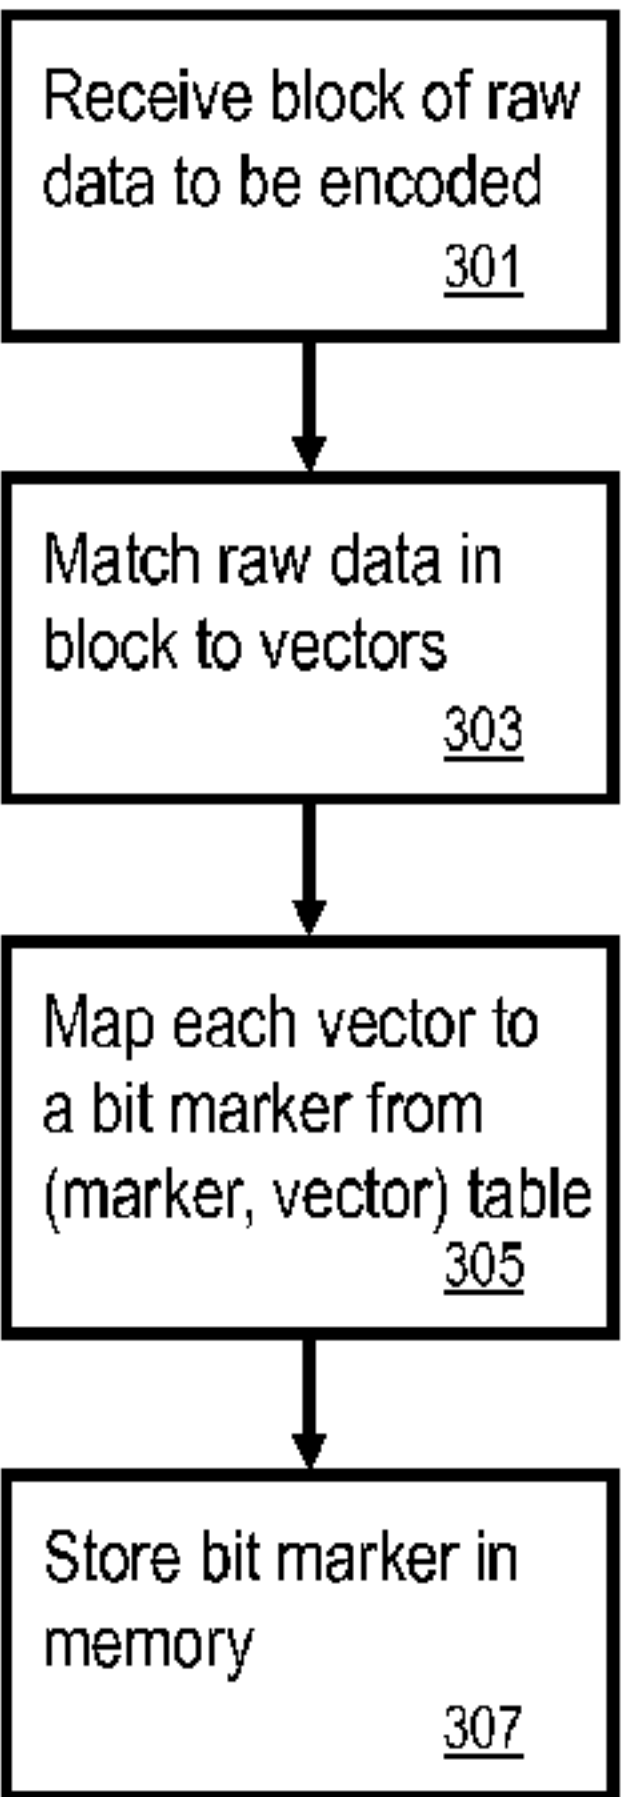 Receive block of raw
data to be encoded
301
Match raw data in
block to vectors
303
Map each vector to
a bit marker from
(marker, vector) table
305
Store bit marker in
memory
307